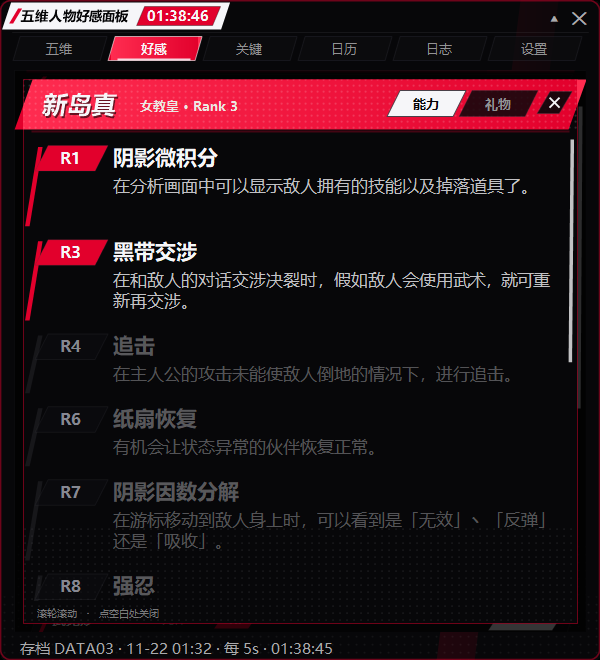 五维人物好感面板 01:38:46
五维 好感 关键 日历 日志 设置
新岛真 女教皇 • Rank 3 能力 礼物
R1 阴影微积分
在分析画面中可以显示敌人拥有的技能以及掉落道具了。
R3 黑带交涉
在和敌人的对话交涉决裂时，假如敌人会使用武术，就可重
新再交涉。
R4 追击
在主人公的攻击未能使敌人倒地的情况下，进行追击。
R6 纸扇恢复
有机会让状态异常的伙伴恢复正常。
R7 阴影因数分解
在游标移动到敌人身上时，可以看到是「无效」、「反弹」
还是「吸收」。
R8 强忍
滚轮滚动 · 点空白处关闭
存档 DATA03 · 11-22 01:32 · 每 5s · 01:38:45